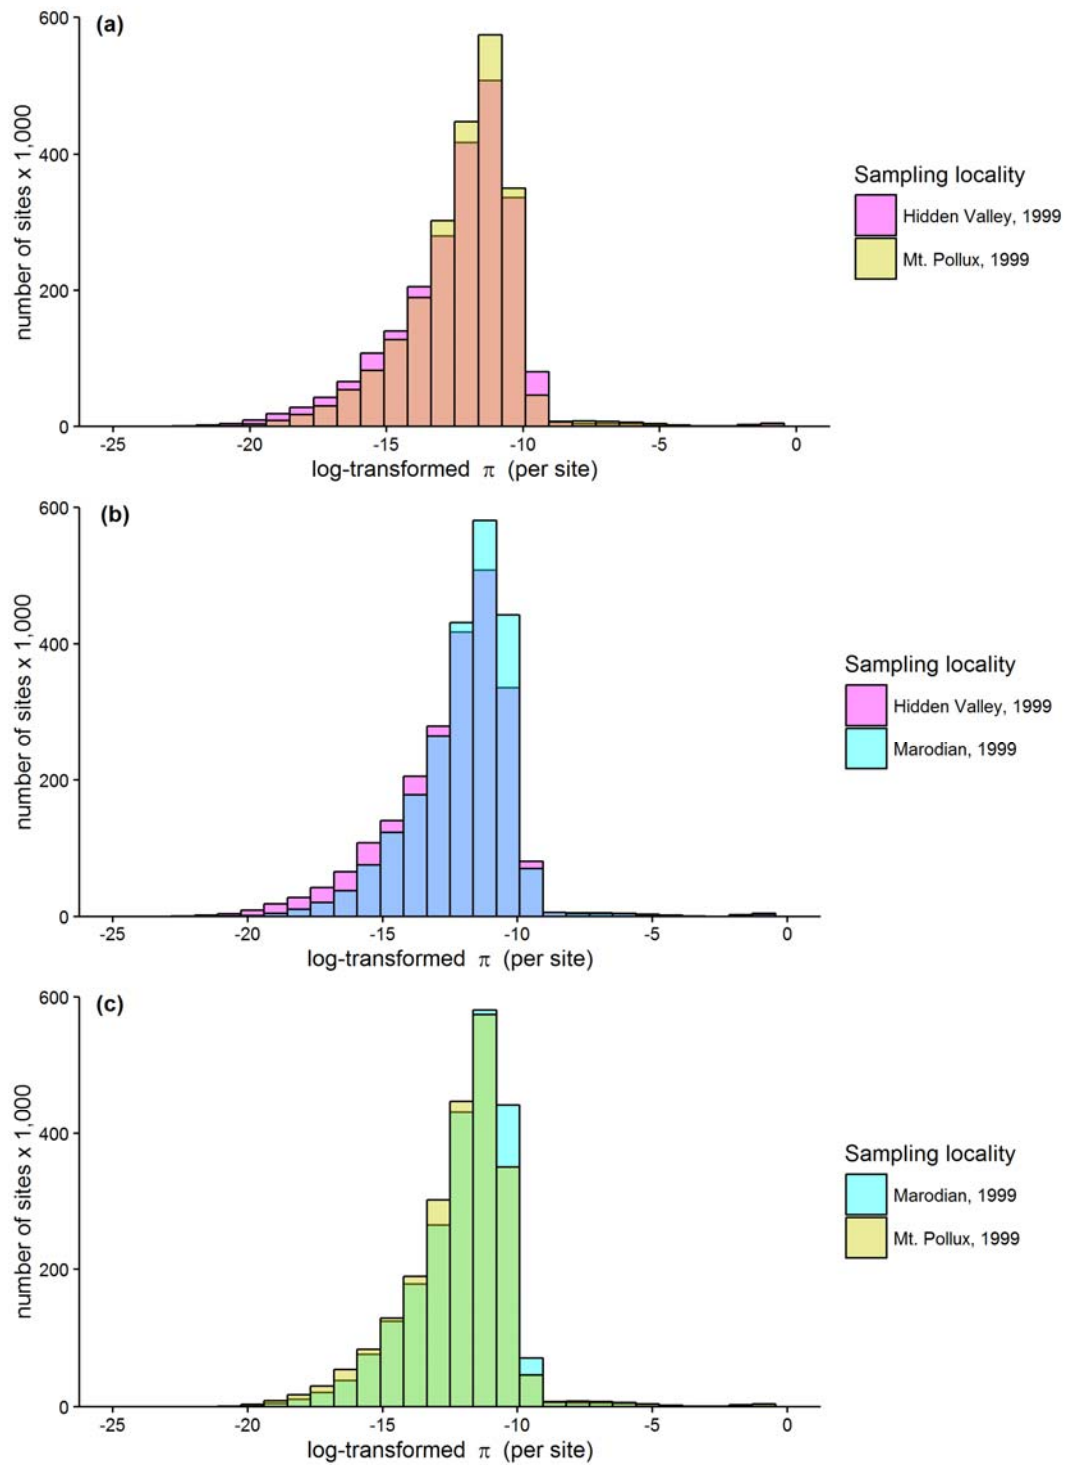 (a)
600
400
200
0
number of sites x 1,000
-25 -20 -15 -10 -5 0
log-transformed π (per site)
Sampling locality
Hidden Valley, 1999
Mt. Pollux, 1999
(b)
600
400
200
0
number of sites x 1,000
-25 -20 -15 -10 -5 0
log-transformed π (per site)
Sampling locality
Hidden Valley, 1999
Marodian, 1999
(c)
600
400
200
0
number of sites x 1,000
-25 -20 -15 -10 -5 0
log-transformed π (per site)
Sampling locality
Marodian, 1999
Mt. Pollux, 1999